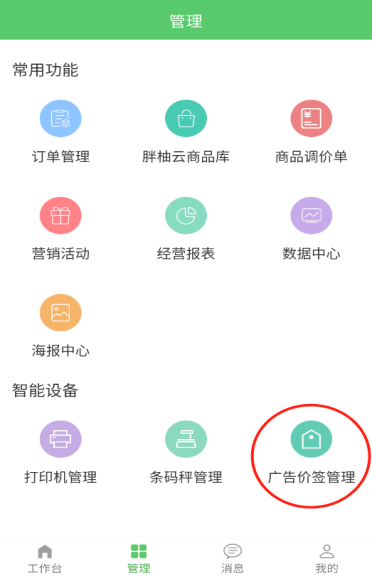 管理
常用功能
订单管理 胖柚云商品库 商品调价单
营销活动 经营报表 数据中心
海报中心
智能设备
打印机管理 条码秤管理 广告价签管理
工作台 管理 消息 我的